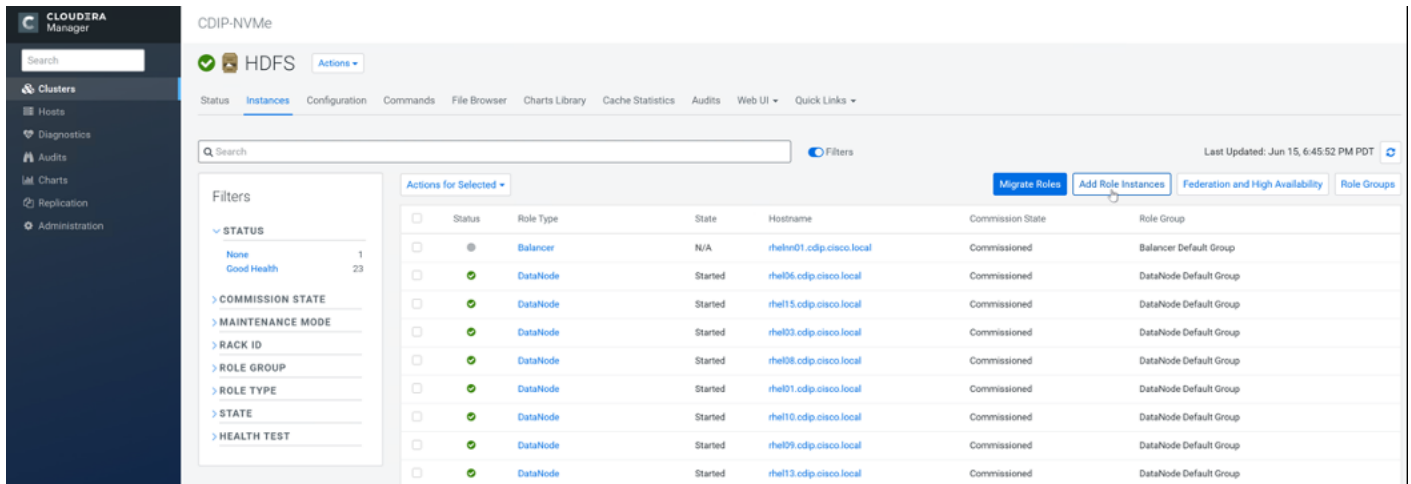 CLOUDERA
Manager
CDIP-NVMe
Search
Clusters
Hosts
Diagnostics
Audits
Charts
Replication
Administration
HDFS
Actions
Status Instances Configuration Commands File Browser Charts Library Cache Statistics Audits Web UI Quick Links
Search
Filters
Last Updated: Jun 15, 6:45:52 PM PDT
Filters
STATUS
None 1
Good Health 23
COMMISSION STATE
MAINTENANCE MODE
RACK ID
ROLE GROUP
ROLE TYPE
STATE
HEALTH TEST
Actions for Selected
Migrate Roles Add Role Instances Federation and High Availability Role Groups
Status Role Type State Hostname Commission State Role Group
Balancer N/A rhelnn01.cdip.cisco.local Commissioned Balancer Default Group
DataNode Started rhel06.cdip.cisco.local Commissioned DataNode Default Group
DataNode Started rhel15.cdip.cisco.local Commissioned DataNode Default Group
DataNode Started rhel03.cdip.cisco.local Commissioned DataNode Default Group
DataNode Started rhel08.cdip.cisco.local Commissioned DataNode Default Group
DataNode Started rhel01.cdip.cisco.local Commissioned DataNode Default Group
DataNode Started rhel10.cdip.cisco.local Commissioned DataNode Default Group
DataNode Started rhel09.cdip.cisco.local Commissioned DataNode Default Group
DataNode Started rhel13.cdip.cisco.local Commissioned DataNode Default Group